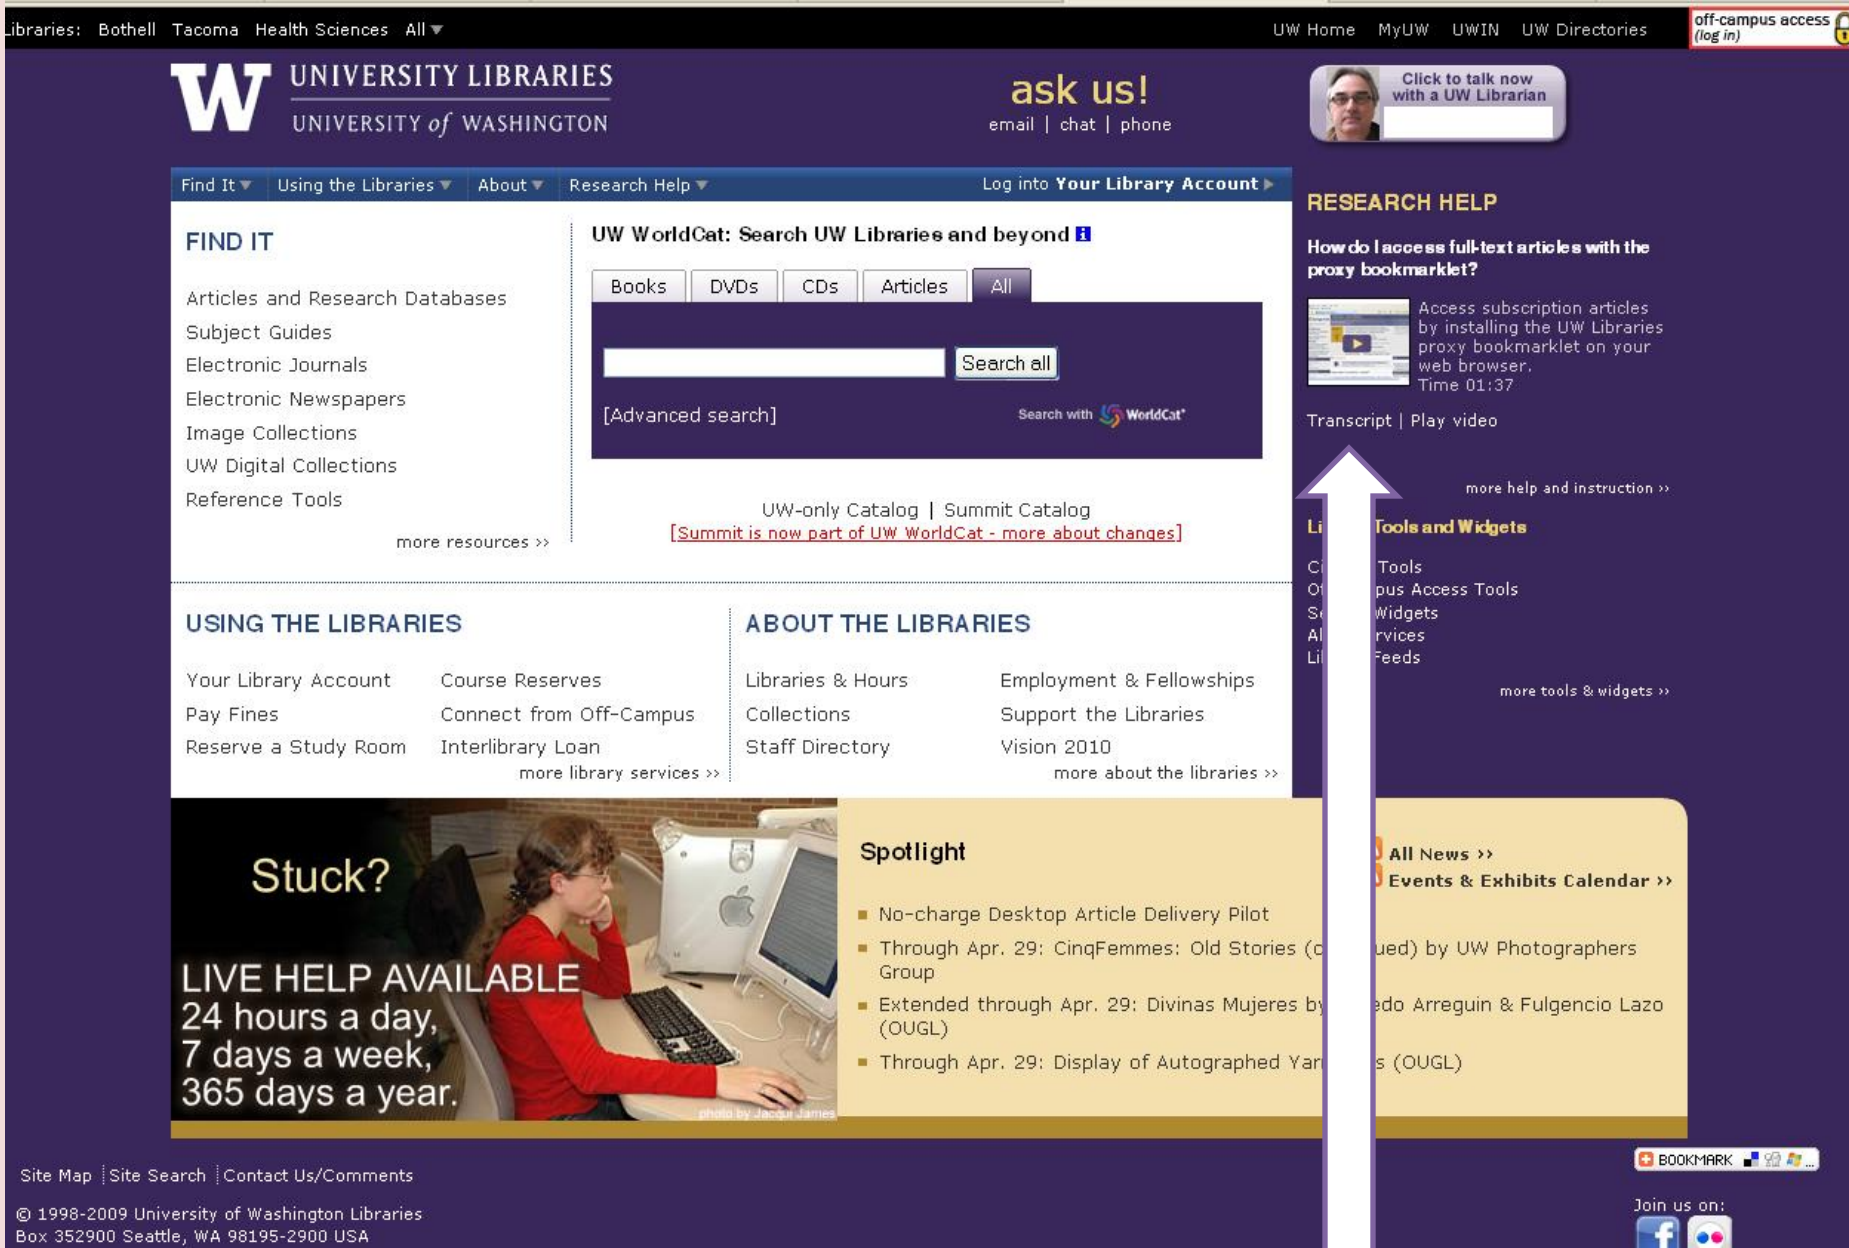 Libraries: Bothell Tacoma Health Sciences All
UW Home MyUW UWIN UW Directories
off-campus access
(log in)
W UNIVERSITY LIBRARIES
UNIVERSITY of WASHINGTON
ask us!
email | chat | phone
Click to talk now
with a UW Librarian
Find It Using the Libraries About Research Help
Log into Your Library Account
FIND IT
Articles and Research Databases
Subject Guides
Electronic Journals
Electronic Newspapers
Image Collections
UW Digital Collections
Reference Tools
more resources >>
UW WorldCat: Search UW Libraries and beyond i
Books DVDs CDs Articles All
Search all
[Advanced search]
Search with WorldCat
UW-only Catalog | Summit Catalog
[Summit is now part of UW WorldCat - more about changes]
RESEARCH HELP
How do I access full-text articles with the
proxy bookmarklet?
Access subscription articles
by installing the UW Libraries
proxy bookmarklet on your
web browser.
Time 01:37
Transcript | Play video
more help and instruction >>
Tools and Widgets
Tools
Access Tools
Widgets
Feeds
more tools & widgets >>
USING THE LIBRARIES
Your Library Account
Pay Fines
Reserve a Study Room
Course Reserves
Connect from Off-Campus
Interlibrary Loan
more library services >>
ABOUT THE LIBRARIES
Libraries & Hours
Collections
Staff Directory
Employment & Fellowships
Support the Libraries
Vision 2010
more about the libraries >>
Stuck?
LIVE HELP AVAILABLE
24 hours a day,
7 days a week,
365 days a year.
photo by Jacqui James
Spotlight
All News >>
Events & Exhibits Calendar >>
No-charge Desktop Article Delivery Pilot
Through Apr. 29: CinqFemmes: Old Stories by UW Photographers
Group
Extended through Apr. 29: Divinas Mujeres by Arreguin & Fulgencio Lazo
(OUGL)
Through Apr. 29: Display of Autographed (OUGL)
Site Map Site Search Contact Us/Comments
© 1998-2009 University of Washington Libraries
Box 352900 Seattle, WA 98195-2900 USA
BOOKMARK ...
Join us on:
f